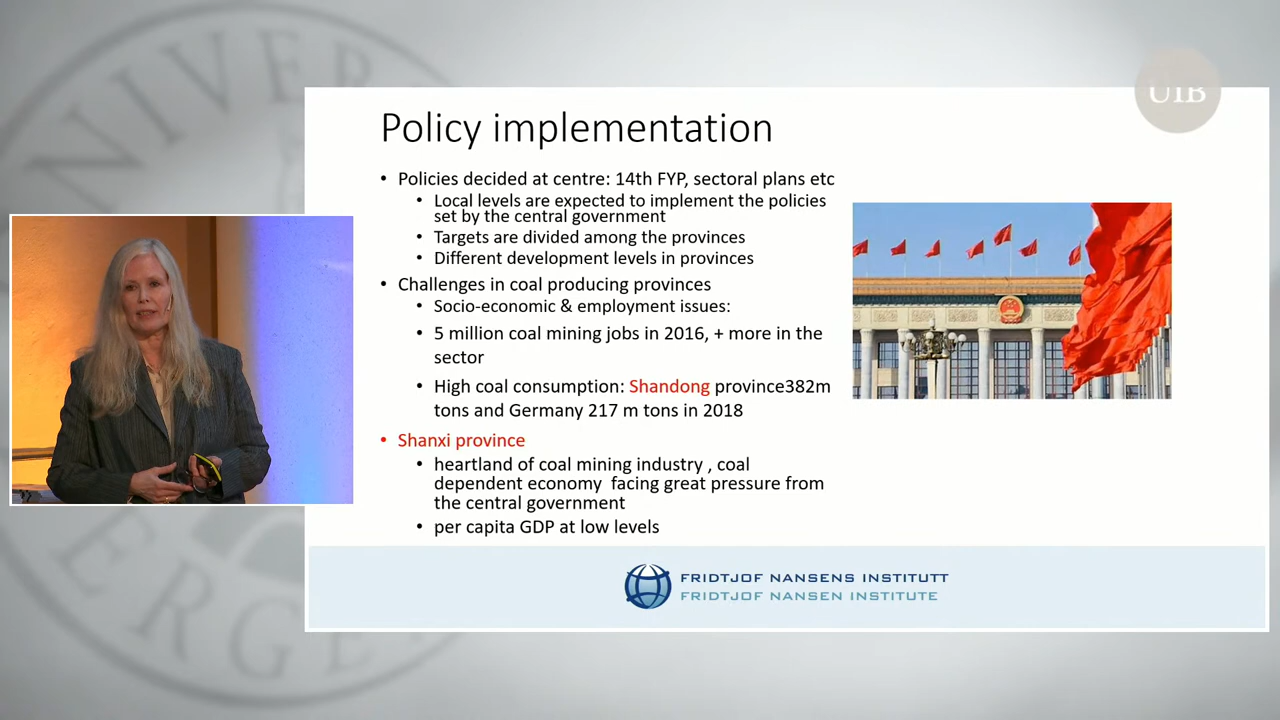 UIB
Policy implementation
• Policies decided at centre: 14th FYP, sectoral plans etc
• Local levels are expected to implement the policies
set by the central government
• Targets are divided among the provinces
• Different development levels in provinces
• Challenges in coal producing provinces
• Socio-economic & employment issues:
• 5 million coal mining jobs in 2016, + more in the
sector
• High coal consumption: Shandong province382m
tons and Germany 217 m tons in 2018
• Shanxi province
• heartland of coal mining industry , coal
dependent economy facing great pressure from
the central government
• per capita GDP at low levels
FRIDTJOF NANSENS INSTITUTT
FRIDTJOF NANSEN INSTITUTE
NIVER
ERGE